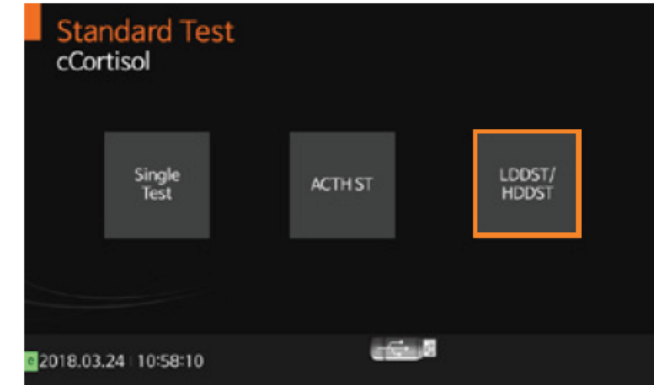 Standard Test
cCortisol
Single
Test
ACTH ST
LDDST/
HDDST
e 2018.03.24 10:58:10